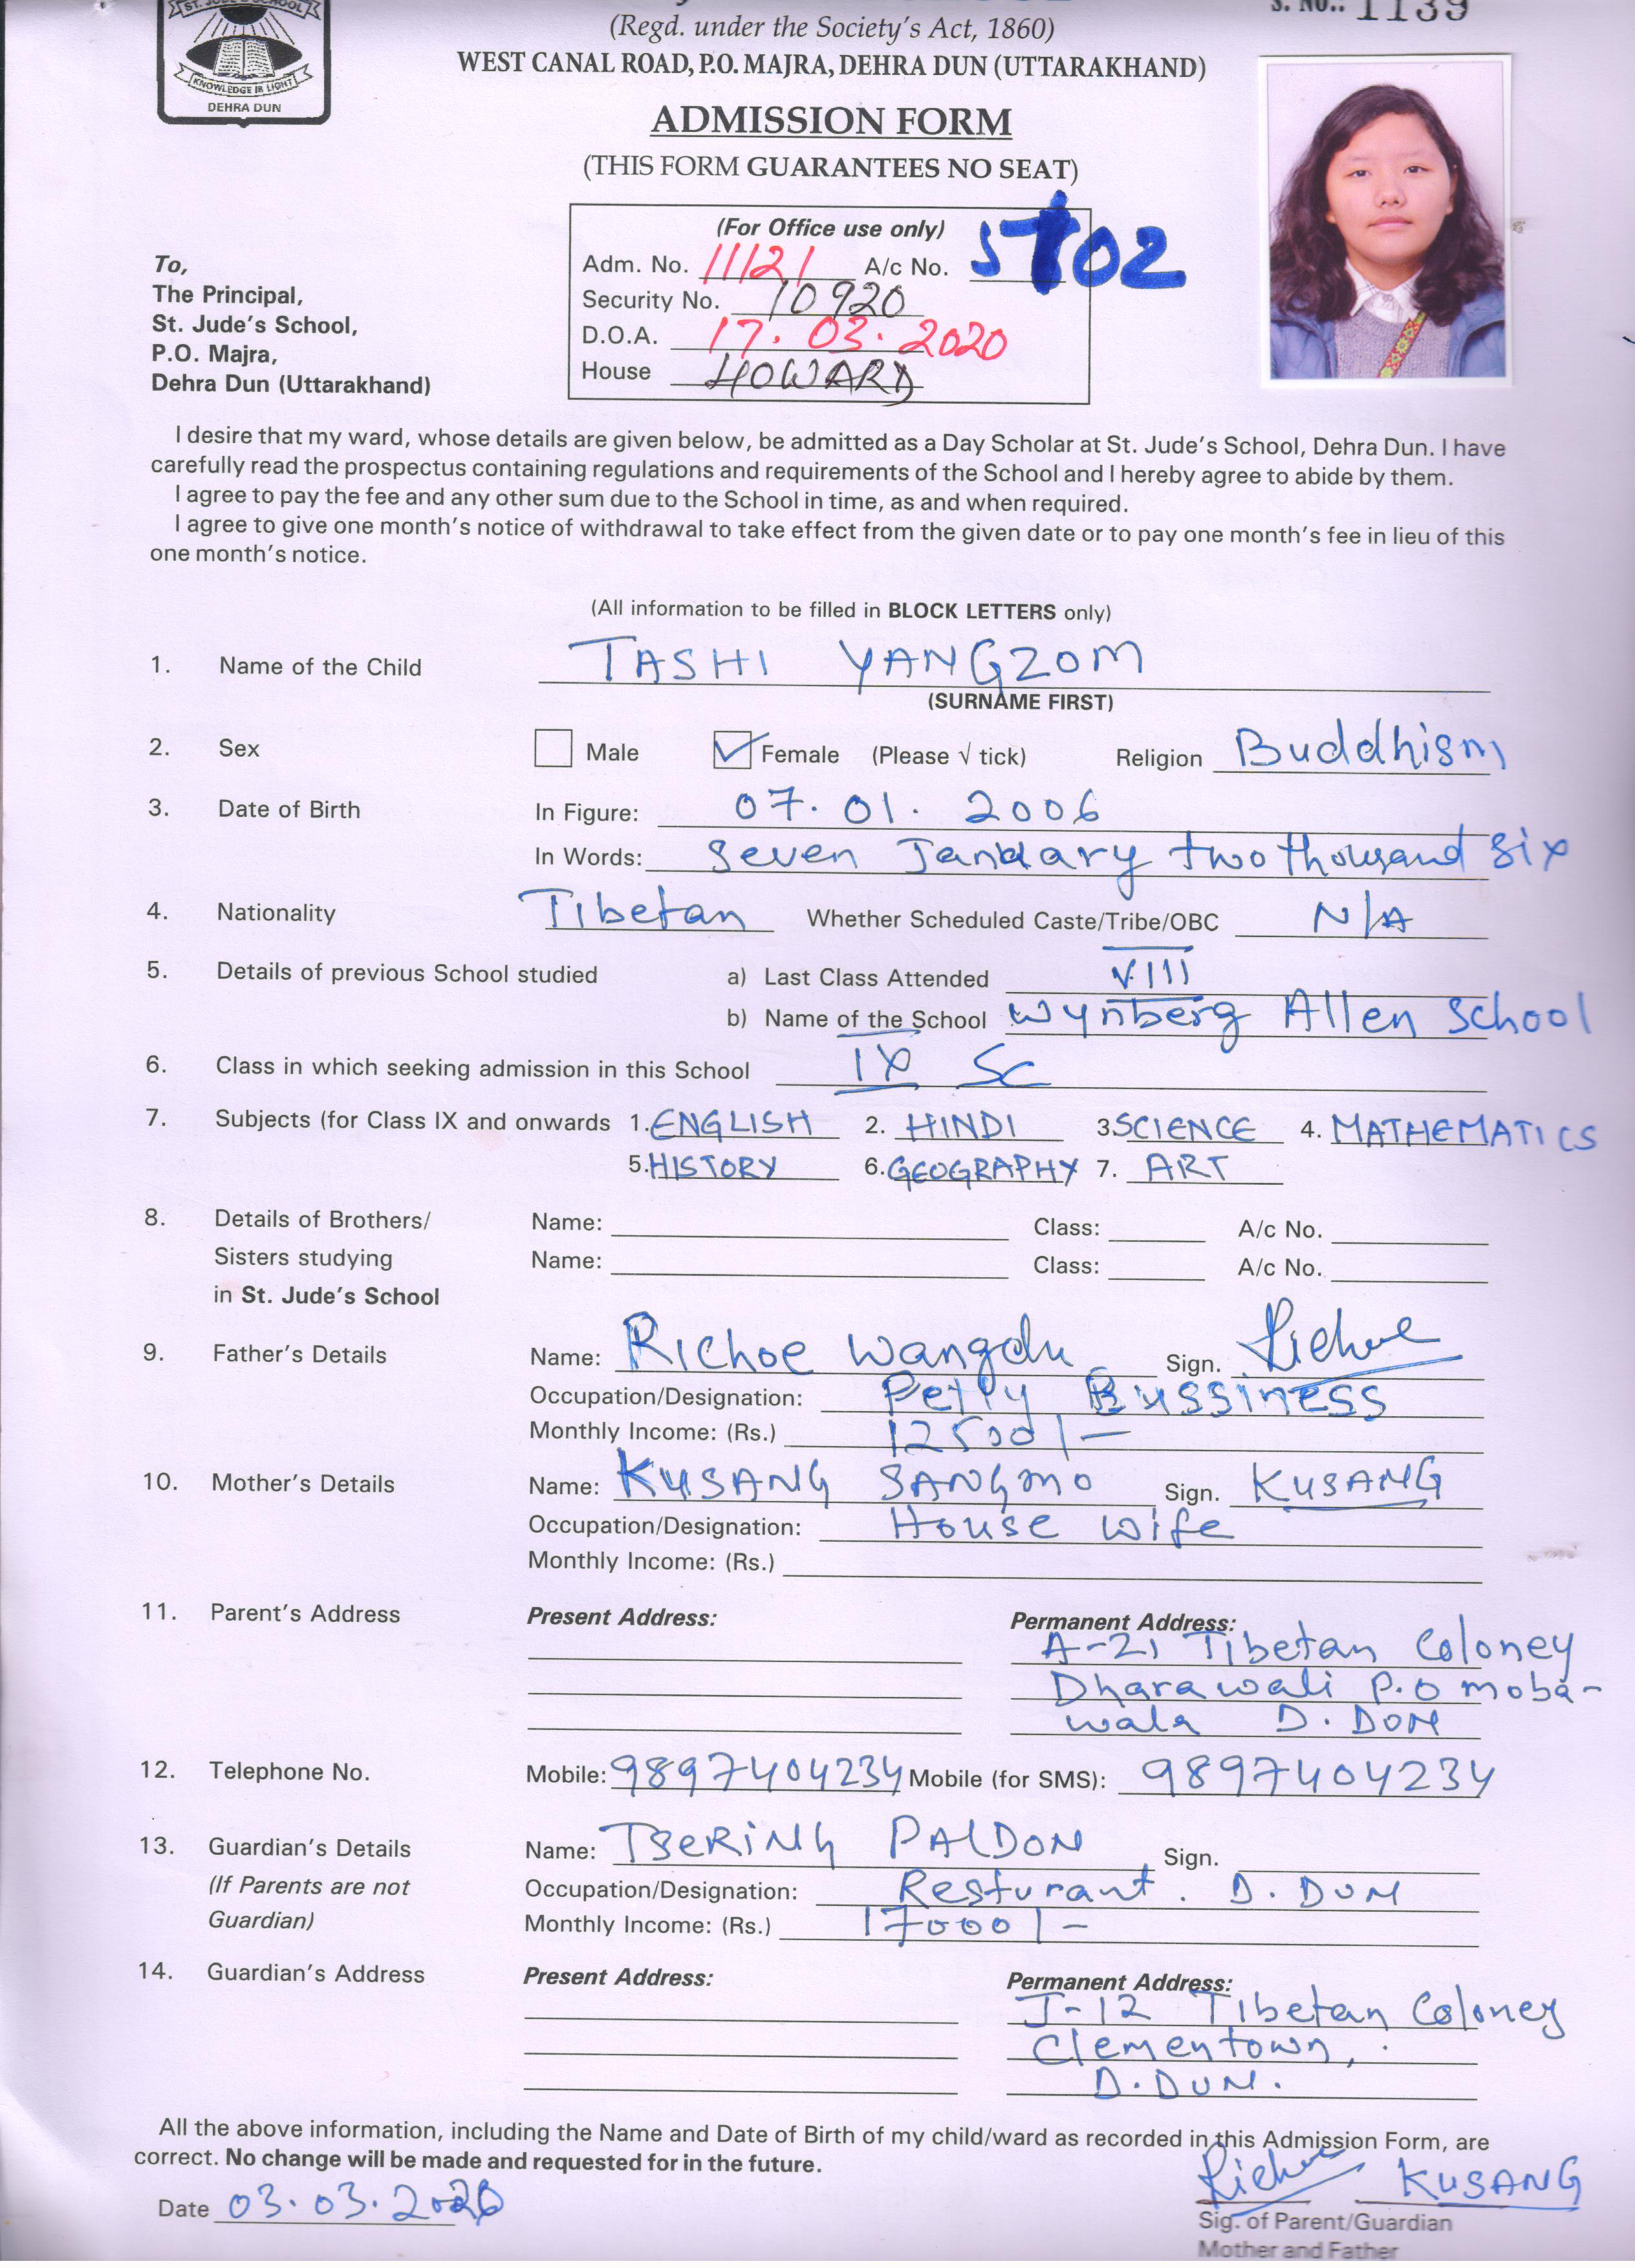 ST. JUDE'S SCHOOL
KNOWLEDGE IS LIGHT
DEHRA DUN
(Regd. under the Society's Act, 1860)
S. No.: 1139
WEST CANAL ROAD, P.O. MAJRA, DEHRA DUN (UTTARAKHAND)
ADMISSION FORM
(THIS FORM GUARANTEES NO SEAT)
(For Office use only)
Adm. No. 11121 A/c No. 5702
Security No. 10920
D.O.A. 17.03.2020
House HOWARD
To,
The Principal,
St. Jude's School,
P.O. Majra,
Dehra Dun (Uttarakhand)
I desire that my ward, whose details are given below, be admitted as a Day Scholar at St. Jude's School, Dehra Dun. I have
carefully read the prospectus containing regulations and requirements of the School and I hereby agree to abide by them.
I agree to pay the fee and any other sum due to the School in time, as and when required.
I agree to give one month's notice of withdrawal to take effect from the given date or to pay one month's fee in lieu of this
one month's notice.
(All information to be filled in BLOCK LETTERS only)
1. Name of the Child TASHI YANGZOM
(SURNAME FIRST)
2. Sex Male Female (Please √ tick) Religion Buddhism
3. Date of Birth In Figure: 07.01.2006
In Words: Seven January two thousand six
4. Nationality Tibetan Whether Scheduled Caste/Tribe/OBC N/A
5. Details of previous School studied a) Last Class Attended VIII
b) Name of the School Wynberg Allen School
6. Class in which seeking admission in this School IX Sc
7. Subjects (for Class IX and onwards 1. ENGLISH 2. HINDI 3 SCIENCE 4. MATHEMATICS
5. HISTORY 6. GEOGRAPHY 7. ART
8. Details of Brothers/ Name: Class: A/c No.
Sisters studying Name: Class: A/c No.
in St. Jude's School
9. Father's Details Name: Richoe Wangdu Sign. Richoe
Occupation/Designation: Petty Bussiness
Monthly Income: (Rs.) 12500/-
10. Mother's Details Name: KUSANG SANGMO Sign. KUSANG
Occupation/Designation: House wife
Monthly Income: (Rs.)
11. Parent's Address Present Address: Permanent Address:
A-21 Tibetan Coloney
Dharawali P.O moba-
wala D. DON
12. Telephone No. Mobile: 9897404234 Mobile (for SMS): 9897404234
13. Guardian's Details Name: TSERING PALDON Sign.
(If Parents are not Occupation/Designation: Resturant. D. DUN
Guardian) Monthly Income: (Rs.) 17000/-
14. Guardian's Address Present Address: Permanent Address:
J-12 Tibetan Coloney
Clementown,
D.DUN.
All the above information, including the Name and Date of Birth of my child/ward as recorded in this Admission Form, are
correct. No change will be made and requested for in the future.
Date 03.03.2020
Richoe KUSANG
Sig. of Parent/Guardian
Mother and Father